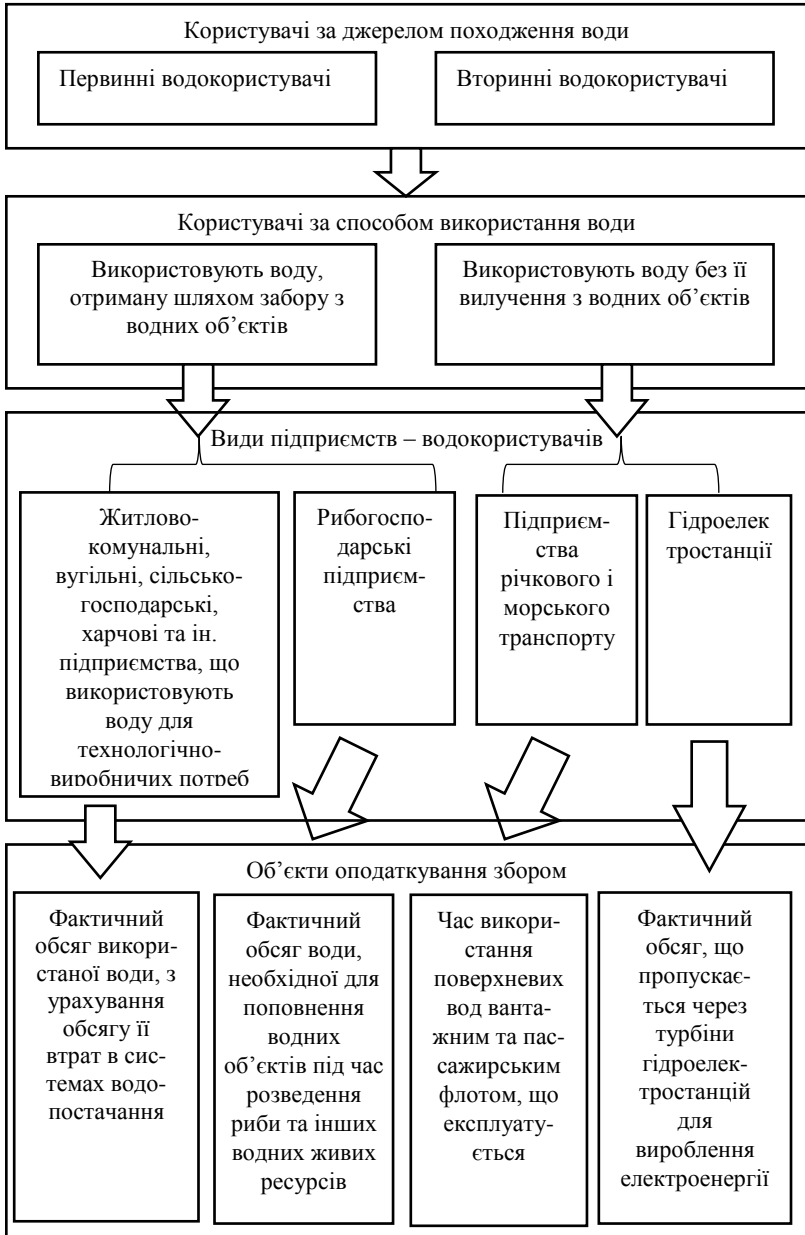 Користувачі за джерелом походження води
Первинні водокористувачі
Вторинні водокористувачі
Користувачі за способом використання води
Використовують воду,
отриману шляхом забору з
водних об’єктів
Використовують воду без її
вилучення з водних об’єктів
Види підприємств – водокористувачів
Житлово-
комунальні,
вугільні, сільсько-
господарські,
харчові та ін.
підприємства, що
використовують
воду для
технологічно-
виробничих потреб
Рибогоспо-
дарські
підприєм-
ства
Підприєм-
ства
річкового і
морського
транспорту
Гідроелек
тростанції
Об’єкти оподаткування збором
Фактичний
обсяг викори-
станої води, з
урахування
обсягу її
втрат в сис-
темах водо-
постачання
Фактичний
обсяг води,
необхідної для
поповнення
водних
об’єктів під час
розведення
риби та інших
водних живих
ресурсів
Час викори-
стання
поверхневих
вод ванта-
жним та пас-
сажирським
флотом, що
експлуату-
ється
Фактичний
обсяг, що
пропускає-
ться через
турбіни
гідроелек-
тростанцій
для
вироблення
електроенергії